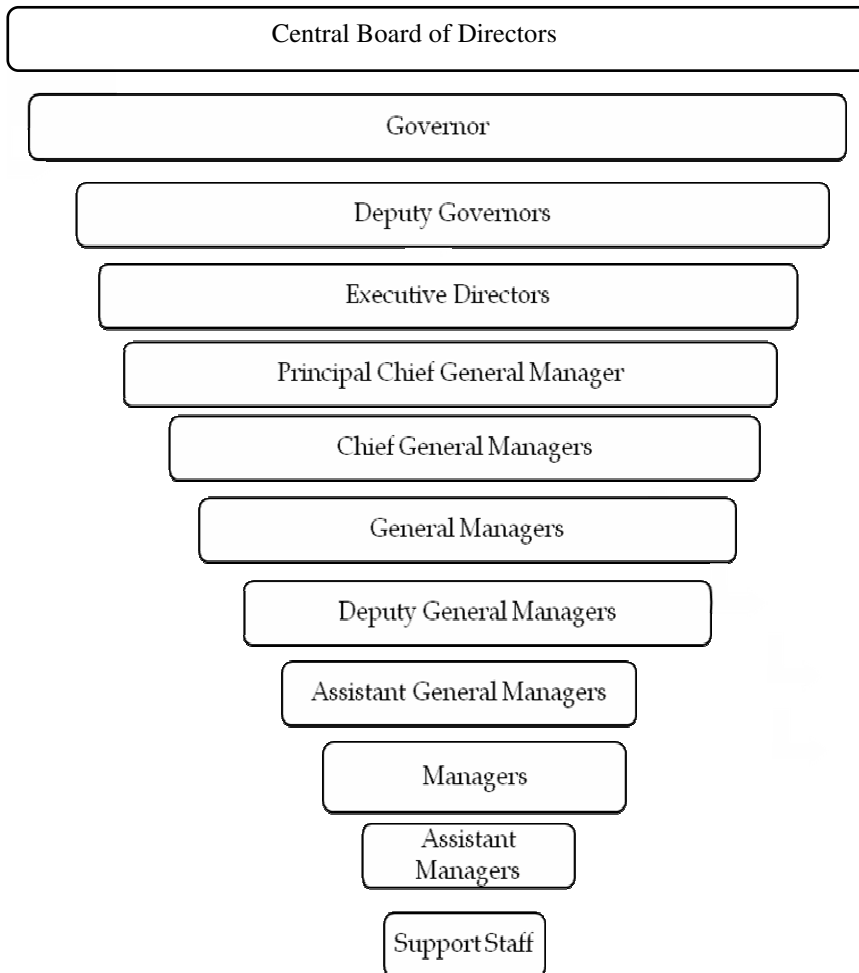 Central Board of Directors
Governor
Deputy Governors
Executive Directors
Principal Chief General Manager
Chief General Managers
General Managers
Deputy General Managers
Assistant General Managers
Managers
Assistant
Managers
Support Staff